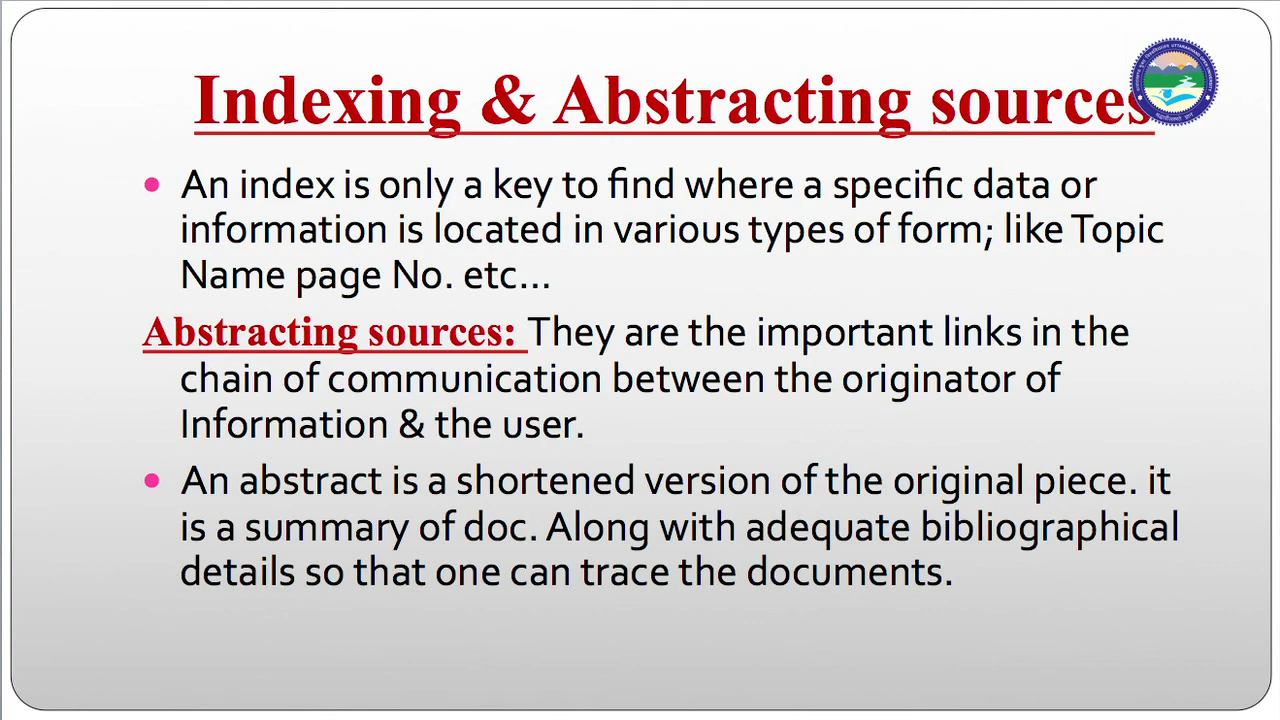 Indexing & Abstracting sources
An index is only a key to find where a specific data or
information is located in various types of form; like Topic
Name page No. etc...
Abstracting sources: They are the important links in the
chain of communication between the originator of
Information & the user.
An abstract is a shortened version of the original piece. it
is a summary of doc. Along with adequate bibliographical
details so that one can trace the documents.